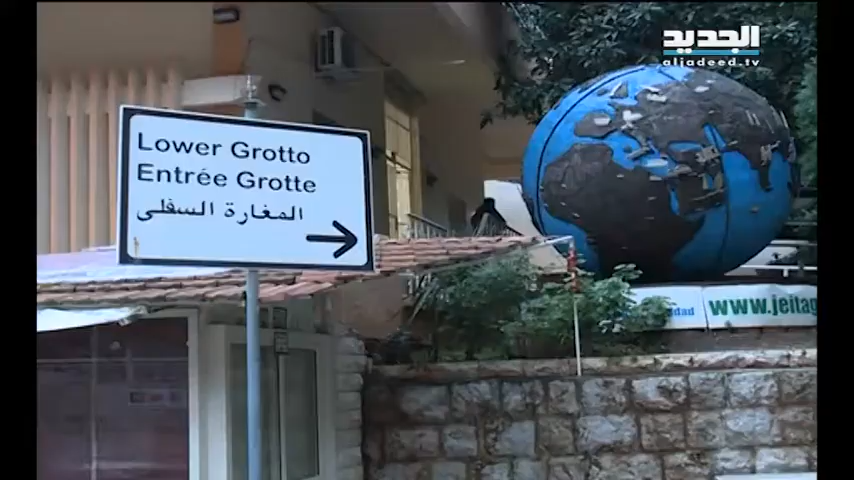 الجديد
aljadeed.tv
Lower Grotto
Entrée Grotte
المغارة السفلى
www.jeitag